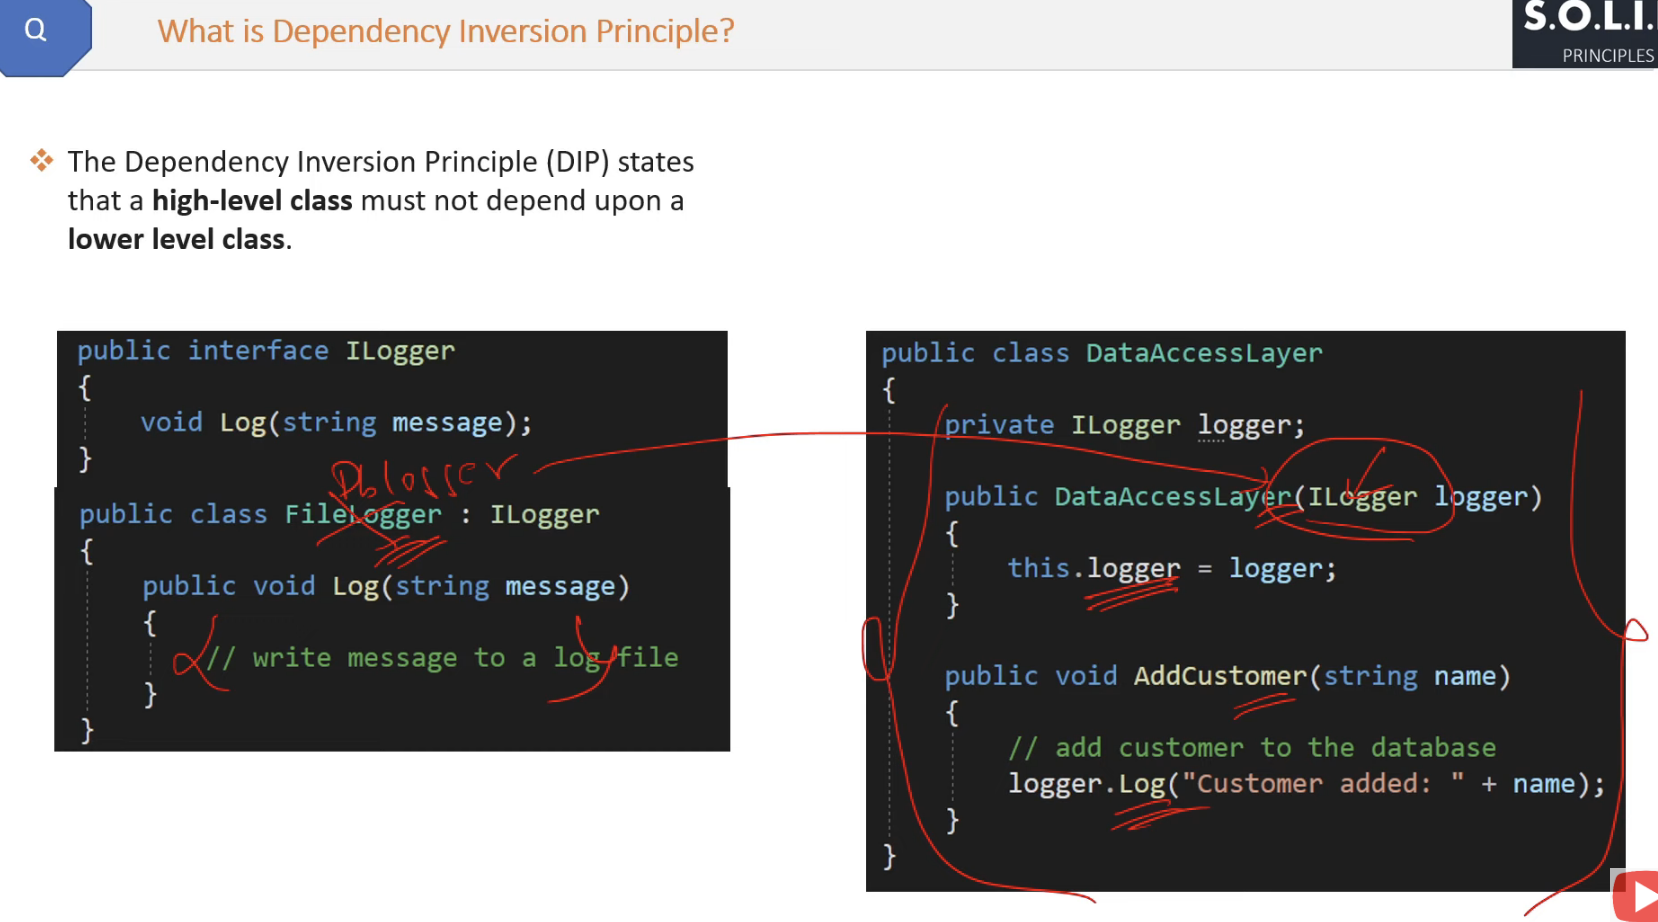 Q
What is Dependency Inversion Principle?
S.O.L.I.
PRINCIPLES
The Dependency Inversion Principle (DIP) states
that a high-level class must not depend upon a
lower level class.
public interface ILogger
{
void Log(string message);
}
Dblogger
public class FileLogger : ILogger
{
public void Log(string message)
{
// write message to a log file
}
}
public class DataAccessLayer
{
private ILogger logger;
public DataAccessLayer(ILogger logger)
{
this.logger = logger;
}
public void AddCustomer(string name)
{
// add customer to the database
logger.Log("Customer added: " + name);
}
}